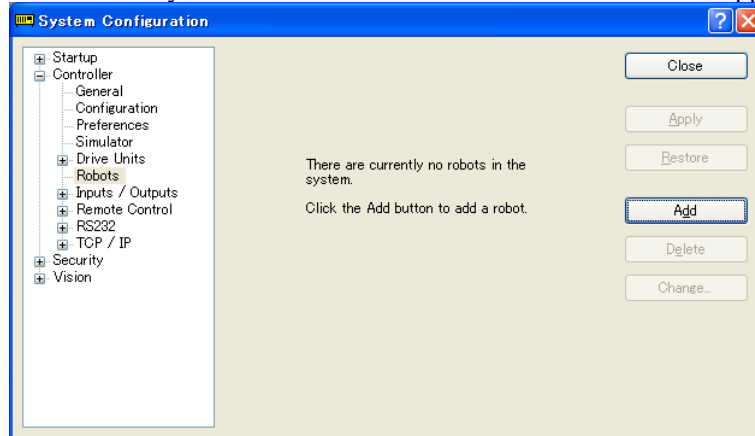 System Configuration
Startup
Controller
General
Configuration
Preferences
Simulator
Drive Units
Robots
Inputs / Outputs
Remote Control
RS232
TCP / IP
Security
Vision
There are currently no robots in the
system.
Click the Add button to add a robot.
Close
Apply
Restore
Add
Delete
Change...